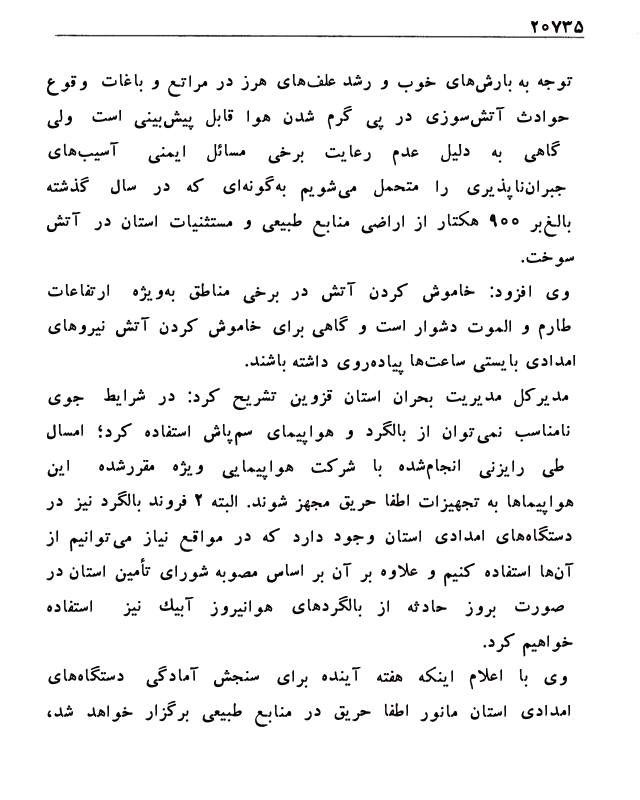 ۲۰۷۳۵
توجه به بارش‌های خوب و رشد علف‌های هرز در مراتع و باغات وقوع
حوادث آتش‌سوزی در پی گرم شدن هوا قابل پیش‌بینی است ولی
گاهی به دلیل عدم رعایت برخی مسائل ایمنی آسیب‌های
جبران‌ناپذیری را متحمل می‌شویم به‌گونه‌ای که در سال گذشته
بالغ‌بر ۹۰۰ هکتار از اراضی منابع طبیعی و مستثنیات استان در آتش
سوخت.
وی افزود: خاموش کردن آتش در برخی مناطق به‌ویژه ارتفاعات
طارم و الموت دشوار است و گاهی برای خاموش کردن آتش نیروهای
امدادی بایستی ساعت‌ها پیاده‌روی داشته باشند.
مدیرکل مدیریت بحران استان قزوین تشریح کرد: در شرایط جوی
نامناسب نمی‌توان از بالگرد و هواپیمای سم‌پاش استفاده کرد؛ امسال
طی رایزنی انجام‌شده با شرکت هواپیمایی ویژه مقررشده این
هواپیماها به تجهیزات اطفا حریق مجهز شوند. البته ۲ فروند بالگرد نیز در
دستگاه‌های امدادی استان وجود دارد که در مواقع نیاز می‌توانیم از
آن‌ها استفاده کنیم و علاوه بر آن بر اساس مصوبه شورای تأمین استان در
صورت بروز حادثه از بالگردهای هوانیروز آبیك نیز استفاده
خواهیم کرد.
وی با اعلام اینکه هفته آینده برای سنجش آمادگی دستگاه‌های
امدادی استان مانور اطفا حریق در منابع طبیعی برگزار خواهد شد،